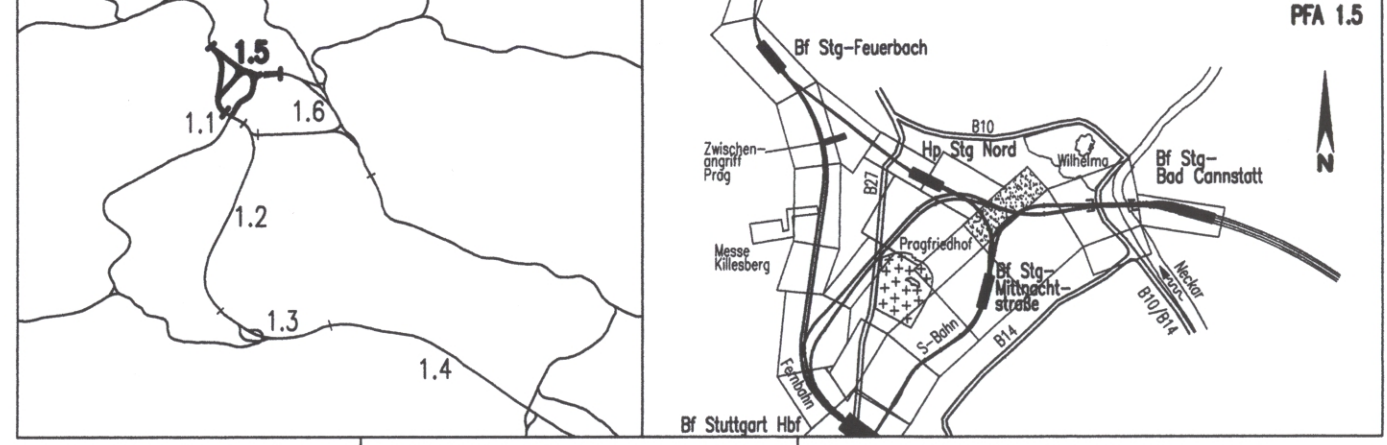 1.5
1.6
1.1
1.2
1.3
1.4
PFA 1.5
Bf Stg-Feuerbach
N
B10
Zwischen-
angriff
Prag
Hp Stg Nord
Wilhelma
Bf Stg-
Bad Cannstatt
B27
Messe
Killesberg
Pragfriedhof
Bf Stg-
Mittnacht-
straße
Neckar
B10/B14
S-Bahn
B14
Fernbahn
Bf Stuttgart Hbf